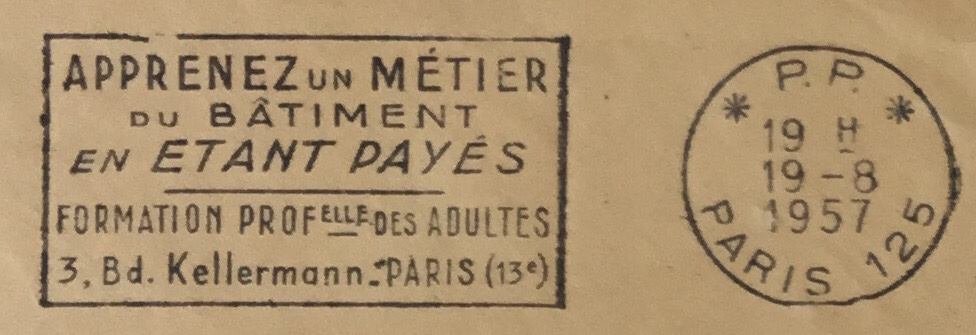 APPRENEZ UN MÉTIER
DU BÂTIMENT
EN ETANT PAYÉS
FORMATION PROFELLE DES ADULTES
3, Bd. Kellermann - PARIS (13e)
* P.P. *
19 H
19-8
1957
PARIS 125